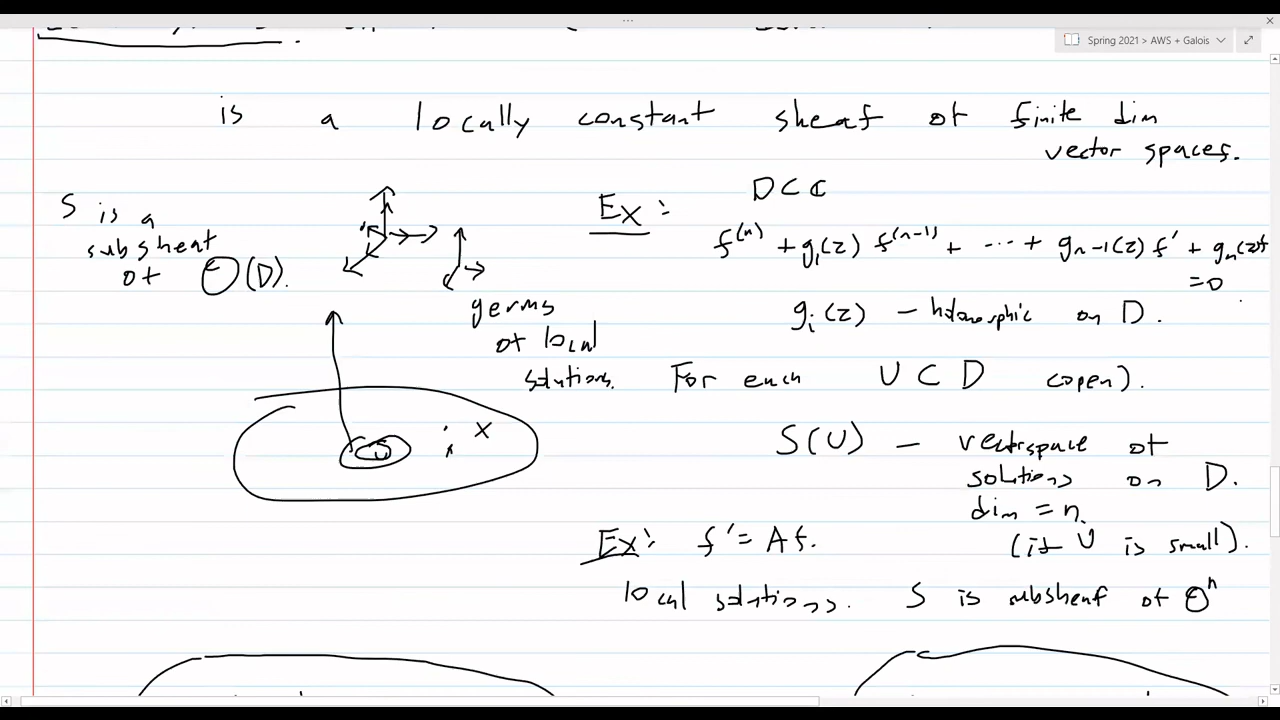 Spring 2021 > AWS + Galois
is a locally constant sheaf of finite dim
vector spaces.
S is a
subsheaf
of O(D).
germs
of local
solutions.
Ex:
D ⊂ ℂ
f^(n) + g₁(z) f^(n-1) + ... + g_{n-1}(z) f' + g_n(z)f
= 0
g_i(z) – holomorphic on D.
For each U ⊂ D (open).
S(U) – vectorspace of
solutions on D.
dim = n.
(if U is small).
Ex: f' = Af.
local solutions. S is subsheaf of O^n
U
x